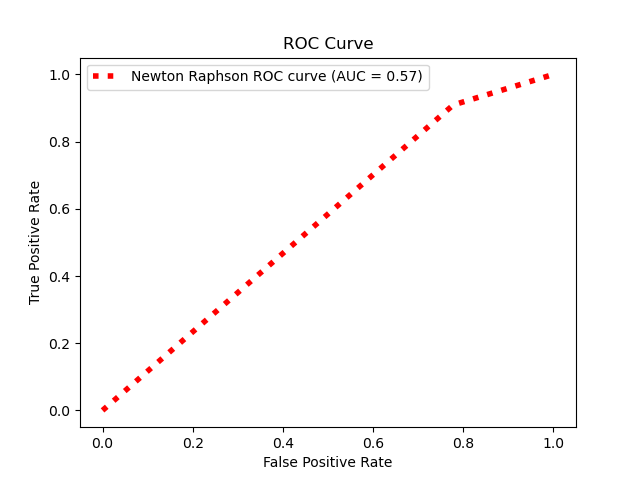 ROC Curve
Newton Raphson ROC curve (AUC = 0.57)
1.0
0.8
0.6
0.4
0.2
0.0
True Positive Rate
0.0 0.2 0.4 0.6 0.8 1.0
False Positive Rate